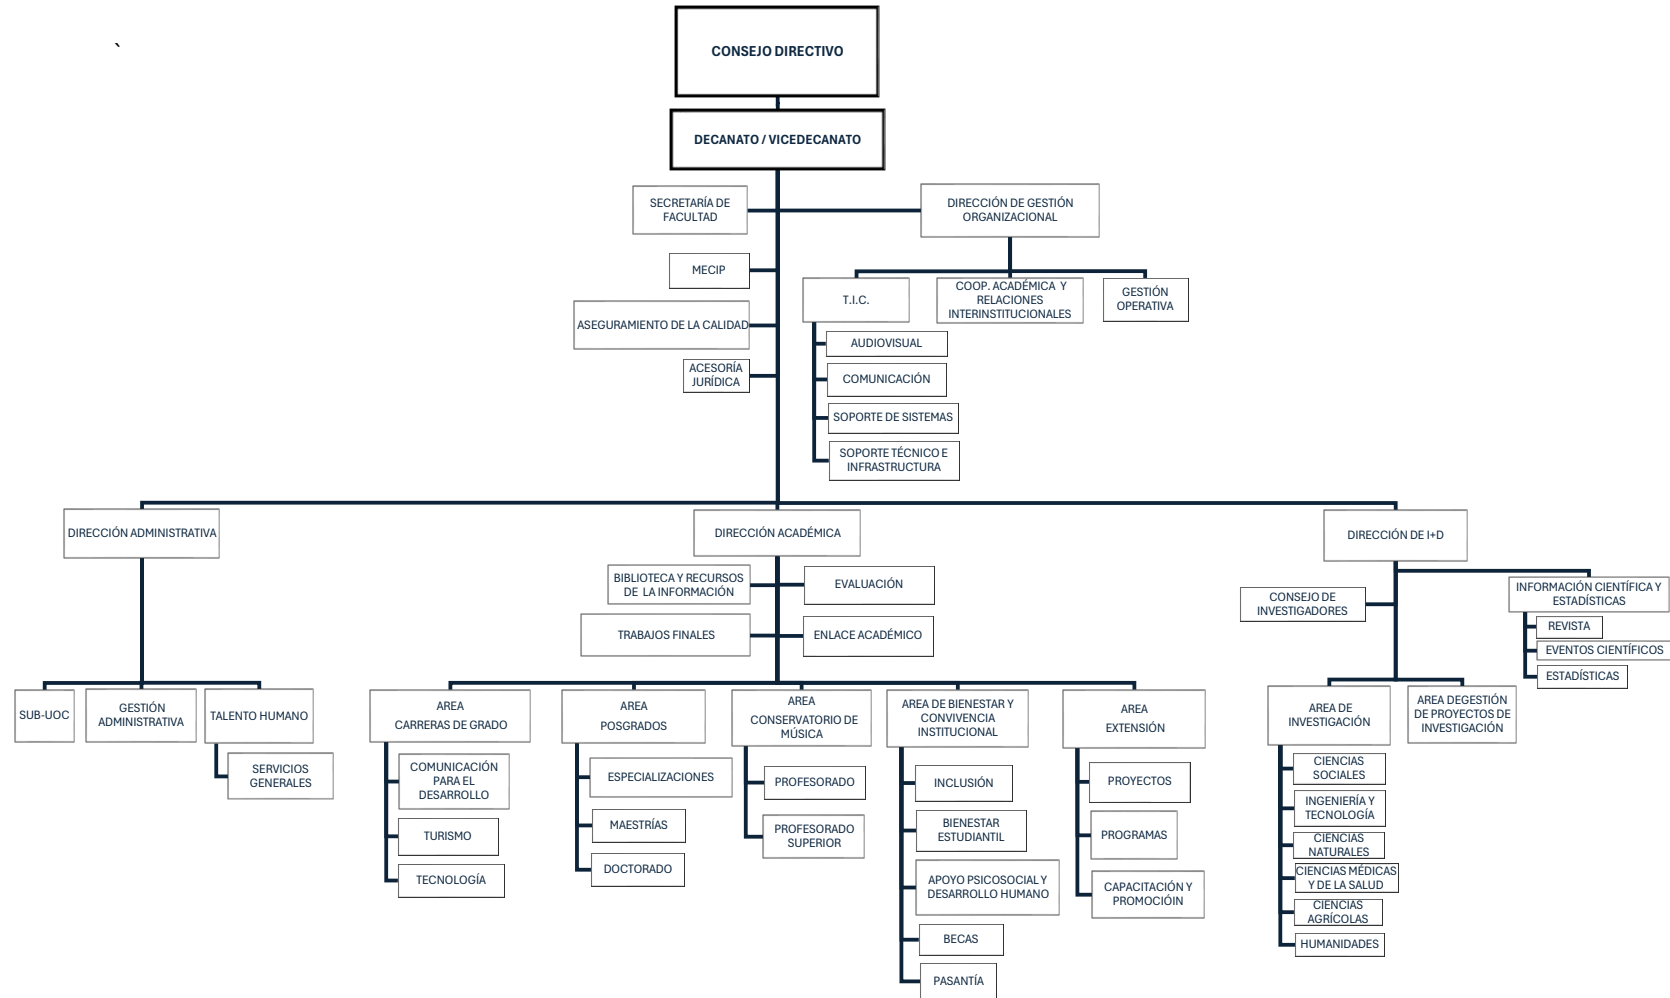 `
CONSEJO DIRECTIVO
DECANATO / VICEDECANATO
SECRETARÍA DE
FACULTAD
DIRECCIÓN DE GESTIÓN
ORGANIZACIONAL
MECIP
ASEGURAMIENTO DE LA CALIDAD
ACESORÍA
JURÍDICA
T.I.C.
COOP. ACADÉMICA Y
RELACIONES
INTERINSTITUCIONALES
GESTIÓN
OPERATIVA
AUDIOVISUAL
COMUNICACIÓN
SOPORTE DE SISTEMAS
SOPORTE TÉCNICO E
INFRASTRUCTURA
DIRECCIÓN ADMINISTRATIVA
DIRECCIÓN ACADÉMICA
DIRECCIÓN DE I+D
BIBLIOTECA Y RECURSOS
DE LA INFORMACIÓN
EVALUACIÓN
TRABAJOS FINALES
ENLACE ACADÉMICO
CONSEJO DE
INVESTIGADORES
INFORMACIÓN CIENTÍFICA Y
ESTADÍSTICAS
REVISTA
EVENTOS CIENTÍFICOS
ESTADÍSTICAS
SUB-UOC
GESTIÓN
ADMINISTRATIVA
TALENTO HUMANO
SERVICIOS
GENERALES
AREA
CARRERAS DE GRADO
COMUNICACIÓN
PARA EL
DESARROLLO
TURISMO
TECNOLOGÍA
AREA
POSGRADOS
ESPECIALIZACIONES
MAESTRÍAS
DOCTORADO
AREA
CONSERVATORIO DE
MÚSICA
PROFESORADO
PROFESORADO
SUPERIOR
AREA DE BIENESTAR Y
CONVIVENCIA
INSTITUCIONAL
INCLUSIÓN
BIENESTAR
ESTUDIANTIL
APOYO PSICOSOCIAL Y
DESARROLLO HUMANO
BECAS
PASANTÍA
AREA
EXTENSIÓN
PROYECTOS
PROGRAMAS
CAPACITACIÓN Y
PROMOCIÓIN
AREA DE
INVESTIGACIÓN
CIENCIAS
SOCIALES
INGENIERÍA Y
TECNOLOGÍA
CIENCIAS
NATURALES
CIENCIAS MÉDICAS
Y DE LA SALUD
CIENCIAS
AGRÍCOLAS
HUMANIDADES
AREA DEGESTIÓN
DE PROYECTOS DE
INVESTIGACIÓN